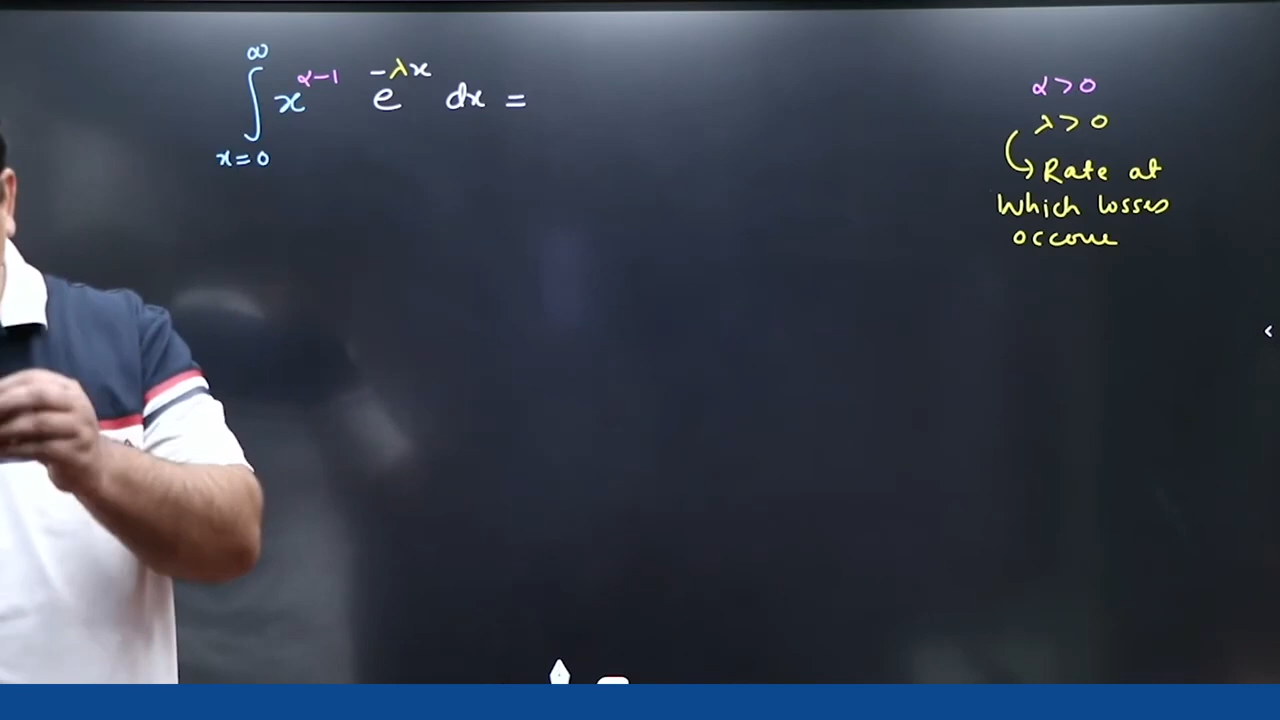 ∞
∫ x^(α-1) e^(-λx) dx =
x=0
α > 0
λ > 0
Rate at
Which losses
occure